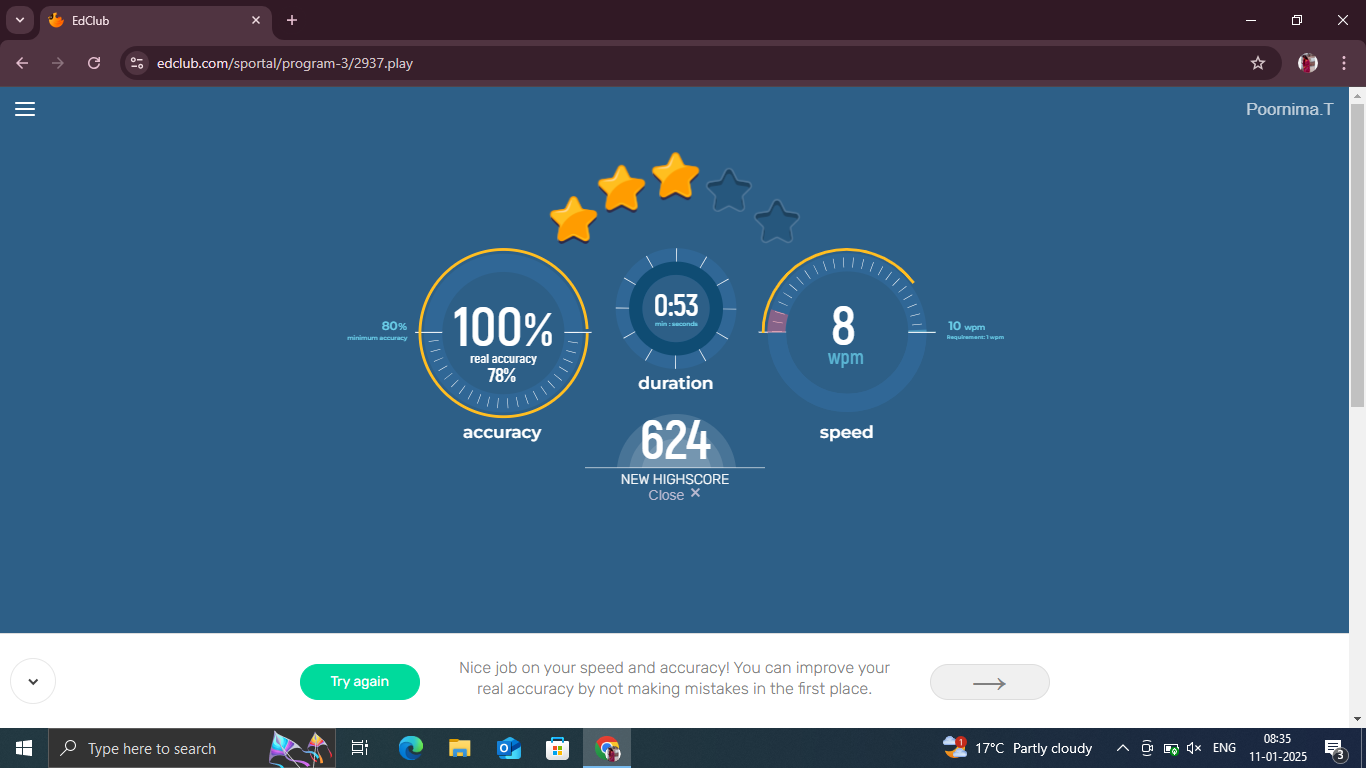 EdClub
edclub.com/sportal/program-3/2937.play
Poornima.T
80%
minimum accuracy
100%
real accuracy
78%
accuracy
0:53
min : seconds
duration
8
wpm
speed
10 wpm
Requirement: 1 wpm
624
NEW HIGHSCORE
Close ×
Try again
Nice job on your speed and accuracy! You can improve your
real accuracy by not making mistakes in the first place.
Type here to search
1
17°C Partly cloudy
ENG
08:35
11-01-2025
3